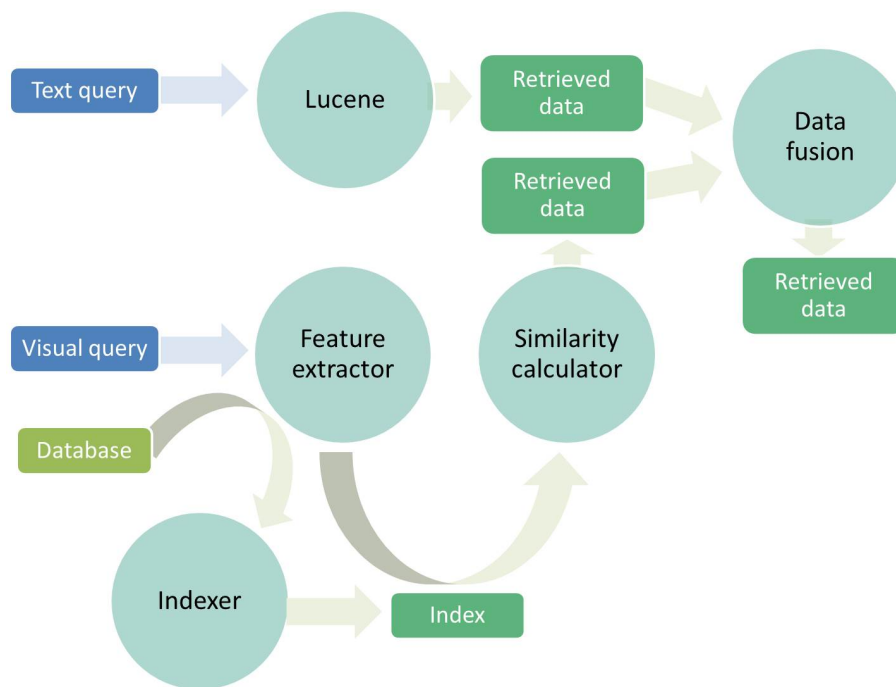 Text query
Lucene
Retrieved
data
Data
fusion
Retrieved
data
Retrieved
data
Visual query
Feature
extractor
Similarity
calculator
Database
Indexer
Index